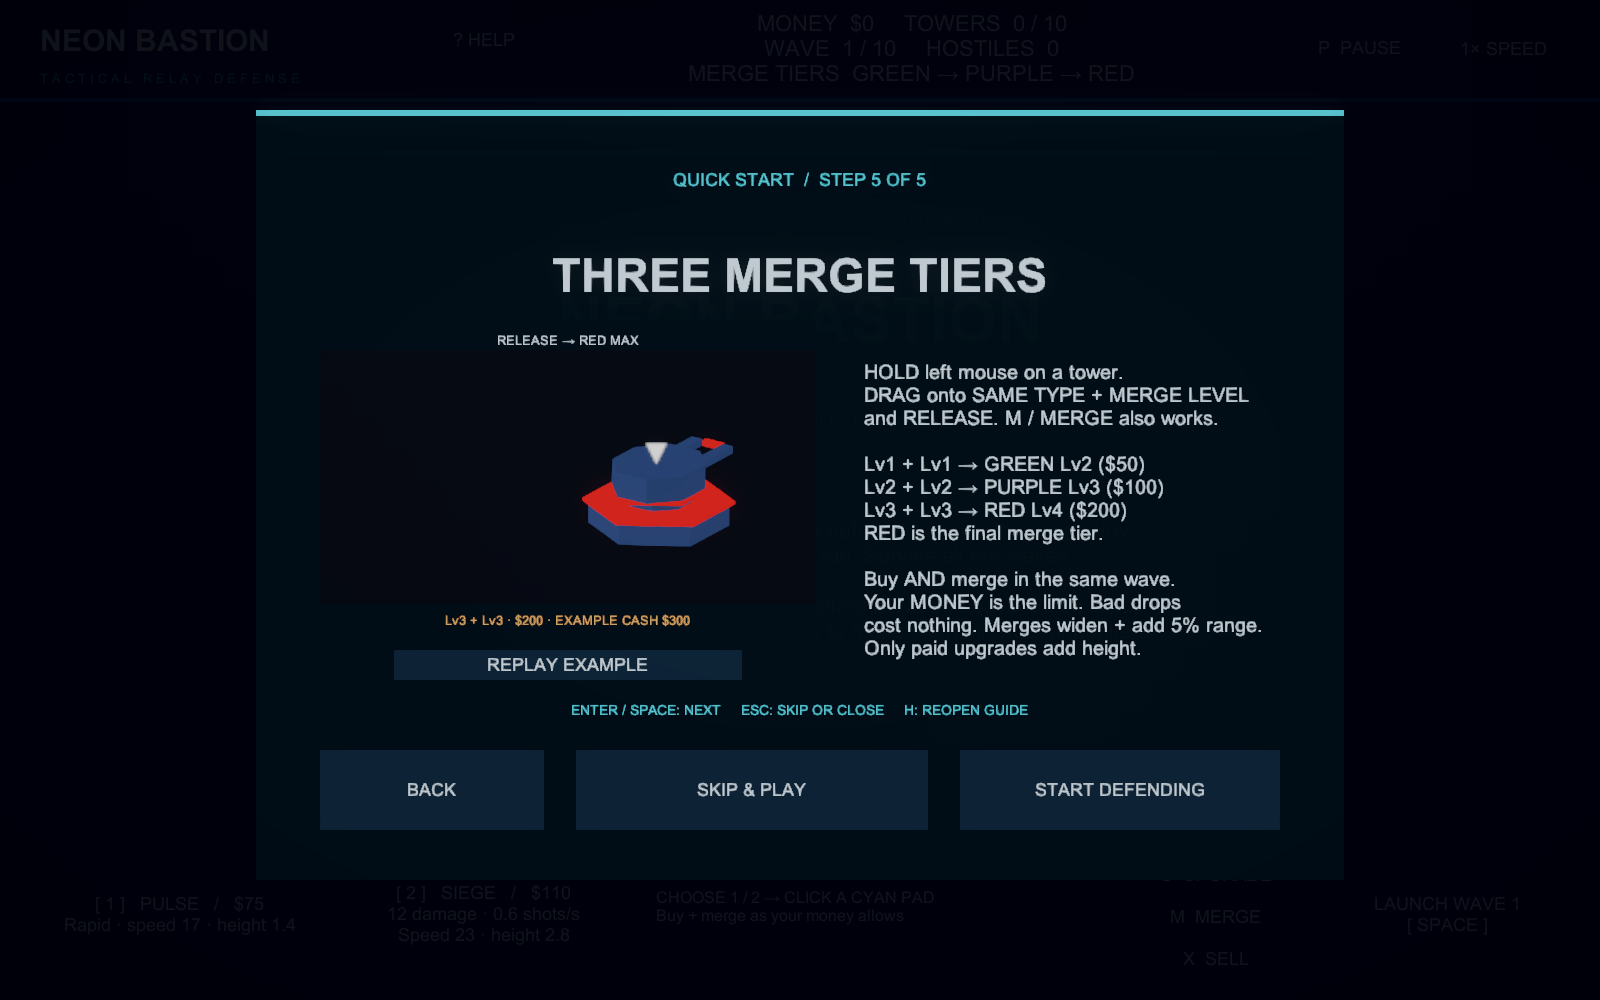 NEON BASTION
TACTICAL RELAY DEFENSE
? HELP
MONEY $0 TOWERS 0 / 10
WAVE 1 / 10 HOSTILES 0
MERGE TIERS GREEN → PURPLE → RED
P PAUSE
1× SPEED
QUICK START / STEP 5 OF 5
THREE MERGE TIERS
NEON BASTION
RELEASE → RED MAX
HOLD left mouse on a tower.
DRAG onto SAME TYPE + MERGE LEVEL
and RELEASE. M / MERGE also works.
Lv1 + Lv1 → GREEN Lv2 ($50)
Lv2 + Lv2 → PURPLE Lv3 ($100)
Lv3 + Lv3 → RED Lv4 ($200)
RED is the final merge tier.
Buy AND merge in the same wave.
Your MONEY is the limit. Bad drops
cost nothing. Merges widen + add 5% range.
Only paid upgrades add height.
Lv3 + Lv3 · $200 · EXAMPLE CASH $300
REPLAY EXAMPLE
ENTER / SPACE: NEXT ESC: SKIP OR CLOSE H: REOPEN GUIDE
BACK
SKIP & PLAY
START DEFENDING
[ 1 ] PULSE / $75
Rapid · speed 17 · height 1.4
[ 2 ] SIEGE / $110
12 damage · 0.6 shots/s
Speed 23 · height 2.8
CHOOSE 1 / 2 → CLICK A CYAN PAD
Buy + merge as your money allows
M MERGE
X SELL
LAUNCH WAVE 1
[ SPACE ]